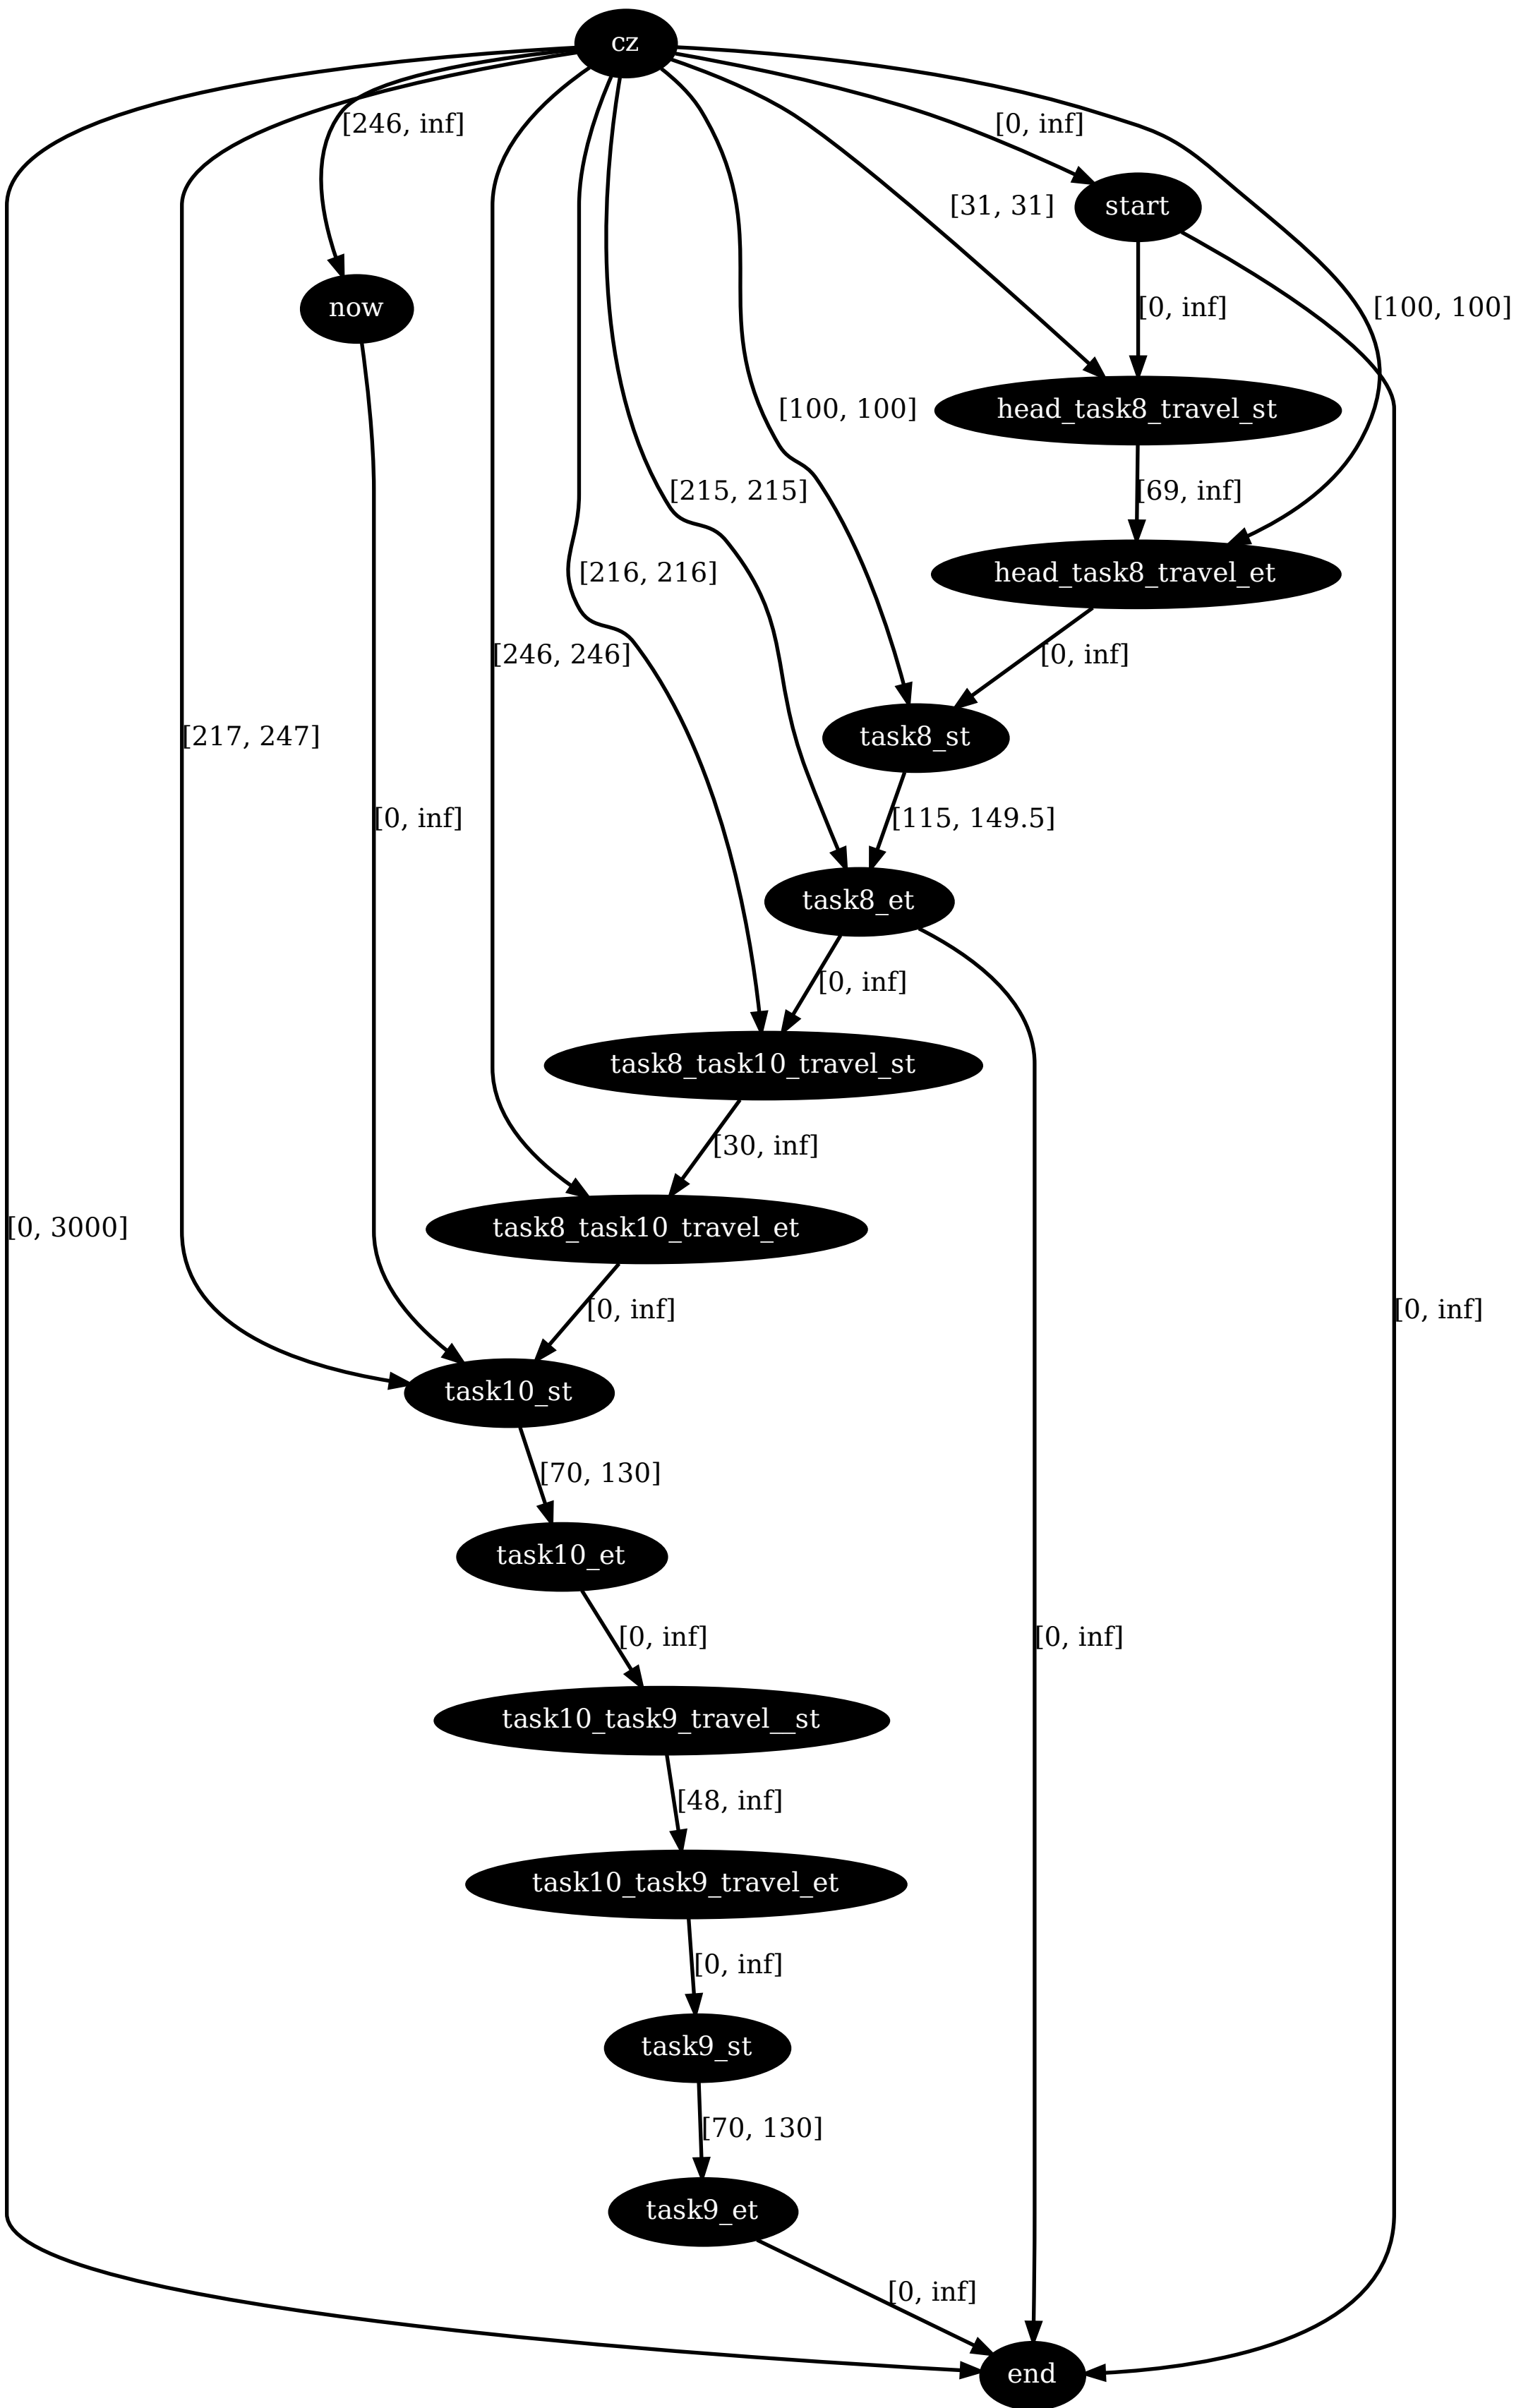 cz
[246, inf]
[0, inf]
[31, 31]
start
now
[0, inf]
[100, 100]
[100, 100]
head_task8_travel_st
[215, 215]
[69, inf]
[216, 216]
head_task8_travel_et
[246, 246]
[0, inf]
[217, 247]
task8_st
[0, inf]
[115, 149.5]
task8_et
[0, inf]
task8_task10_travel_st
[30, inf]
[0, 3000]
task8_task10_travel_et
[0, inf]
[0, inf]
task10_st
[70, 130]
task10_et
[0, inf]
[0, inf]
task10_task9_travel__st
[48, inf]
task10_task9_travel_et
[0, inf]
task9_st
[70, 130]
task9_et
[0, inf]
end